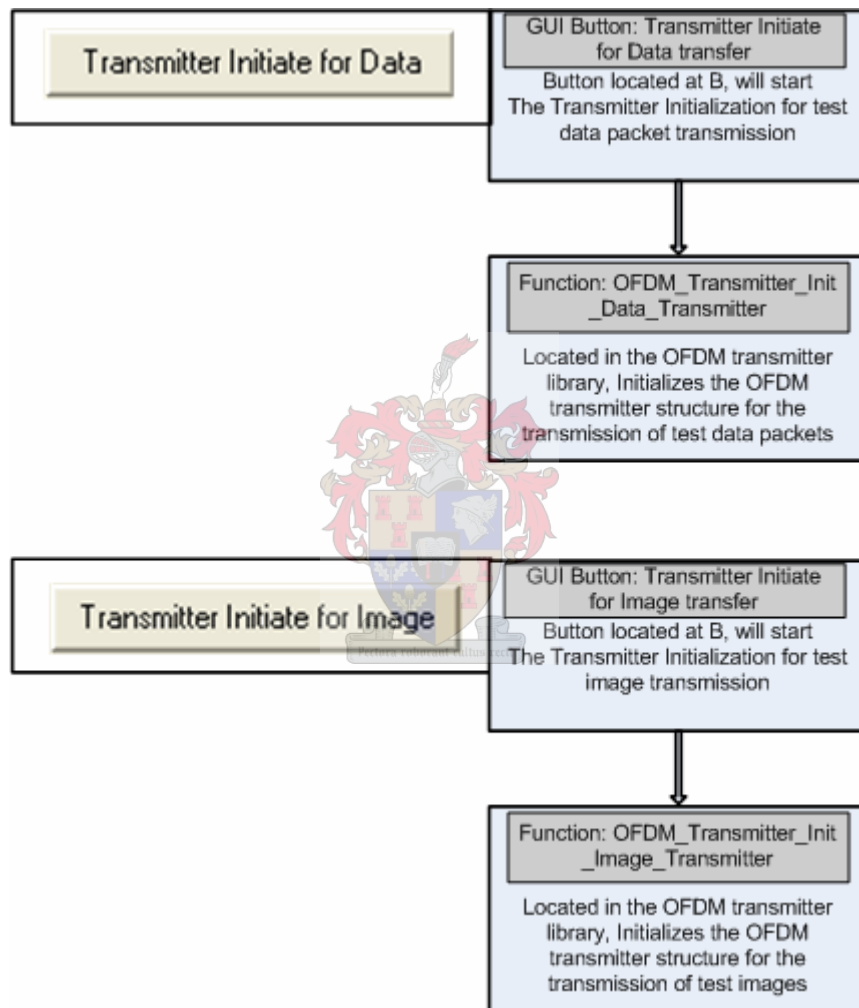 Transmitter Initiate for Data
GUI Button: Transmitter Initiate
for Data transfer
Button located at B, will start
The Transmitter Initialization for test
data packet transmission
Function: OFDM_Transmitter_Init
_Data_Transmitter
Located in the OFDM transmitter
library, Initializes the OFDM
transmitter structure for the
transmission of test data packets
Transmitter Initiate for Image
GUI Button: Transmitter Initiate
for Image transfer
Button located at B, will start
The Transmitter Initialization for test
image transmission
Pectora roborant cultus recti
Function: OFDM_Transmitter_Init
_Image_Transmitter
Located in the OFDM transmitter
library, Initializes the OFDM
transmitter structure for the
transmission of test images